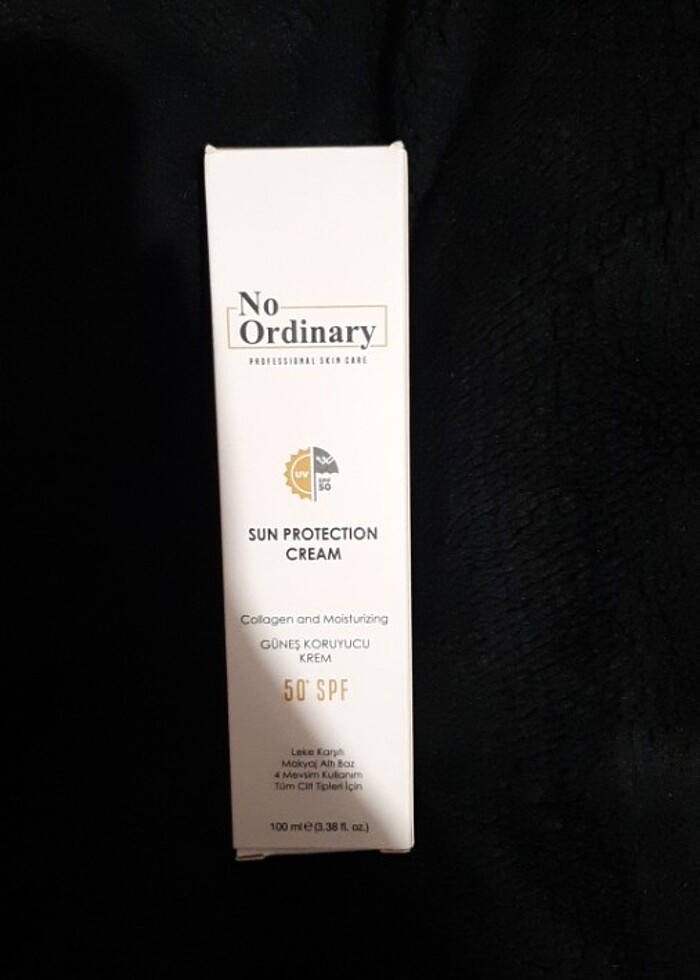 No
Ordinary
PROFESSIONAL SKIN CARE
UV
SPF
50
SUN PROTECTION
CREAM
Collagen and Moisturizing
GÜNEŞ KORUYUCU
KREM
50+ SPF
Leke Karşıtı
Makyaj Altı Baz
4 Mevsim Kullanım
Tüm Cilt Tipleri İçin
100 ml ℮ (3.38 fl. oz.)